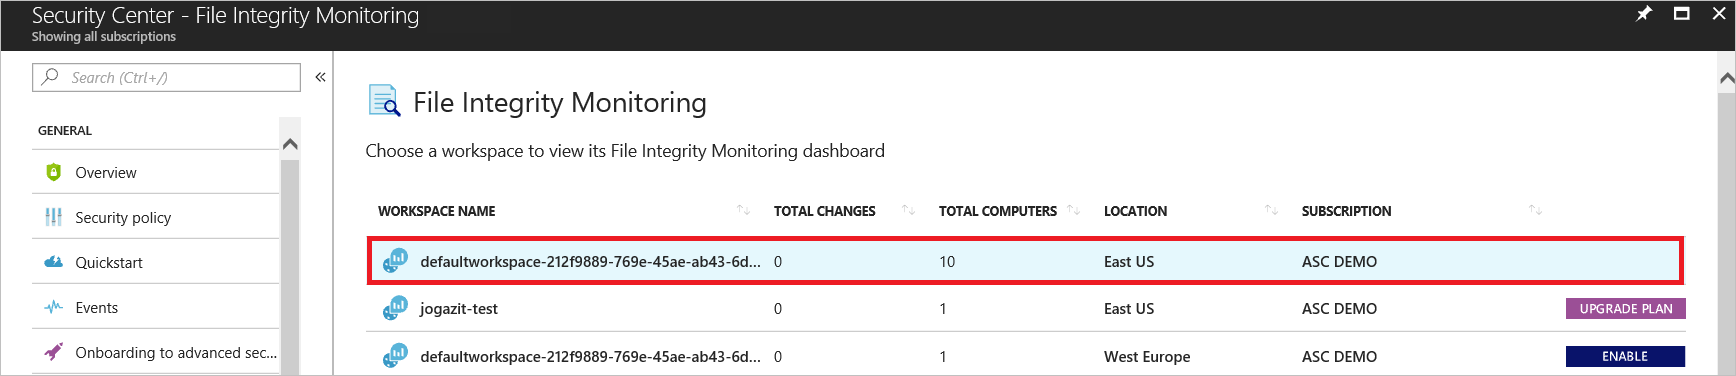 Security Center - File Integrity Monitoring
Showing all subscriptions
Search (Ctrl+/)
«
GENERAL
Overview
Security policy
Quickstart
Events
Onboarding to advanced sec...
File Integrity Monitoring
Choose a workspace to view its File Integrity Monitoring dashboard
WORKSPACE NAME TOTAL CHANGES TOTAL COMPUTERS LOCATION SUBSCRIPTION
defaultworkspace-212f9889-769e-45ae-ab43-6d... 0 10 East US ASC DEMO
jogazit-test 0 1 East US ASC DEMO UPGRADE PLAN
defaultworkspace-212f9889-769e-45ae-ab43-6d... 0 1 West Europe ASC DEMO ENABLE